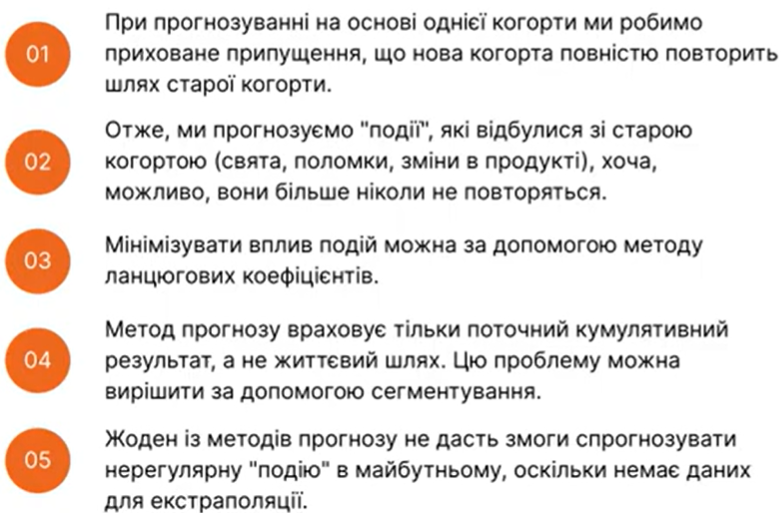 01
При прогнозуванні на основі однієї когорти ми робимо
приховане припущення, що нова когорта повністю повторить
шлях старої когорти.
02
Отже, ми прогнозуємо "події", які відбулися зі старою
когортою (свята, поломки, зміни в продукті), хоча,
можливо, вони більше ніколи не повторяться.
03
Мінімізувати вплив подій можна за допомогою методу
ланцюгових коефіцієнтів.
04
Метод прогнозу враховує тільки поточний кумулятивний
результат, а не життєвий шлях. Цю проблему можна
вирішити за допомогою сегментування.
05
Жоден із методів прогнозу не дасть змоги спрогнозувати
нерегулярну "подію" в майбутньому, оскільки немає даних
для екстраполяції.